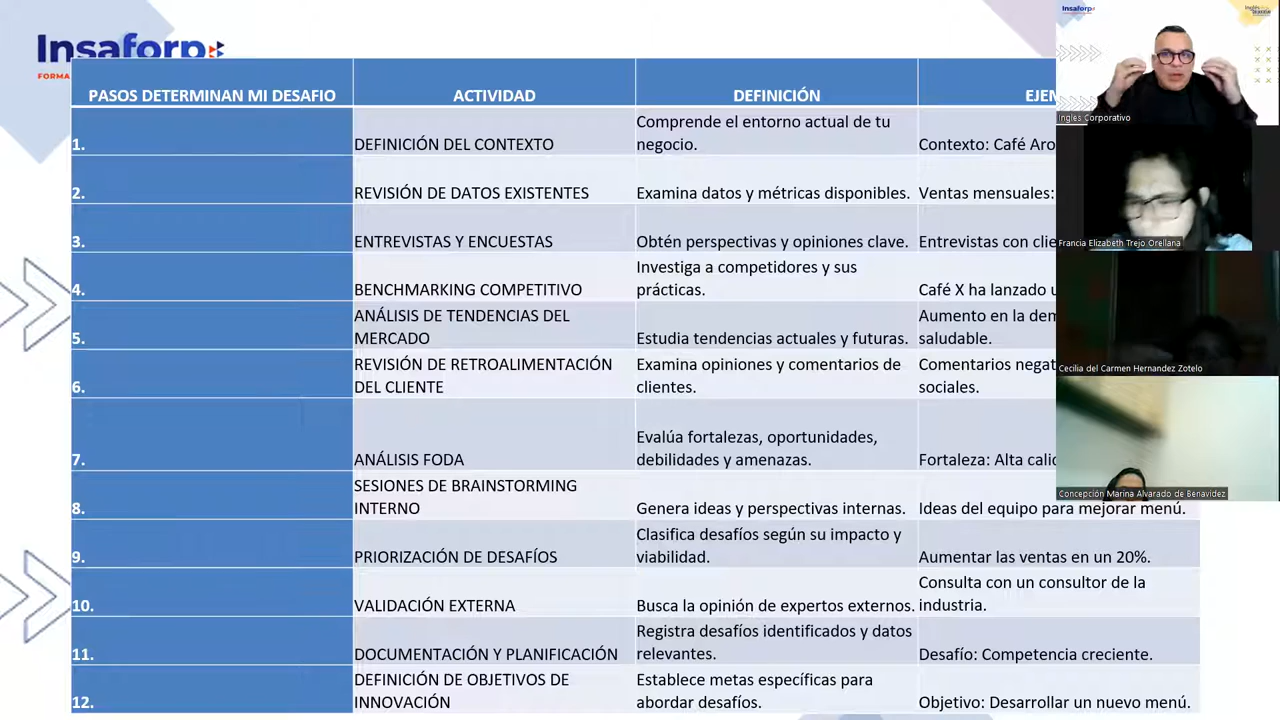 Insaforp
FORMA
PASOS DETERMINAN MI DESAFIO
ACTIVIDAD
DEFINICIÓN
EJEM
1.
DEFINICIÓN DEL CONTEXTO
Comprende el entorno actual de tu
negocio.
Contexto: Café Aro
2.
REVISIÓN DE DATOS EXISTENTES
Examina datos y métricas disponibles.
Ventas mensuales:
3.
ENTREVISTAS Y ENCUESTAS
Obtén perspectivas y opiniones clave.
Entrevistas con clie
4.
BENCHMARKING COMPETITIVO
Investiga a competidores y sus
prácticas.
Café X ha lanzado u
5.
ANÁLISIS DE TENDENCIAS DEL
MERCADO
Estudia tendencias actuales y futuras.
Aumento en la dem
saludable.
6.
REVISIÓN DE RETROALIMENTACIÓN
DEL CLIENTE
Examina opiniones y comentarios de
clientes.
Comentarios negat
sociales.
7.
ANÁLISIS FODA
Evalúa fortalezas, oportunidades,
debilidades y amenazas.
Fortaleza: Alta calid
8.
SESIONES DE BRAINSTORMING
INTERNO
Genera ideas y perspectivas internas.
Ideas del equipo para mejorar menú.
9.
PRIORIZACIÓN DE DESAFÍOS
Clasifica desafíos según su impacto y
viabilidad.
Aumentar las ventas en un 20%.
10.
VALIDACIÓN EXTERNA
Busca la opinión de expertos externos.
Consulta con un consultor de la
industria.
11.
DOCUMENTACIÓN Y PLANIFICACIÓN
Registra desafíos identificados y datos
relevantes.
Desafío: Competencia creciente.
12.
DEFINICIÓN DE OBJETIVOS DE
INNOVACIÓN
Establece metas específicas para
abordar desafíos.
Objetivo: Desarrollar un nuevo menú.
Insaforp
Ingles Corporativo
Francia Elizabeth Trejo Orellana
Cecilia del Carmen Hernandez Zotelo
Concepción Marina Alvarado de Benavidez